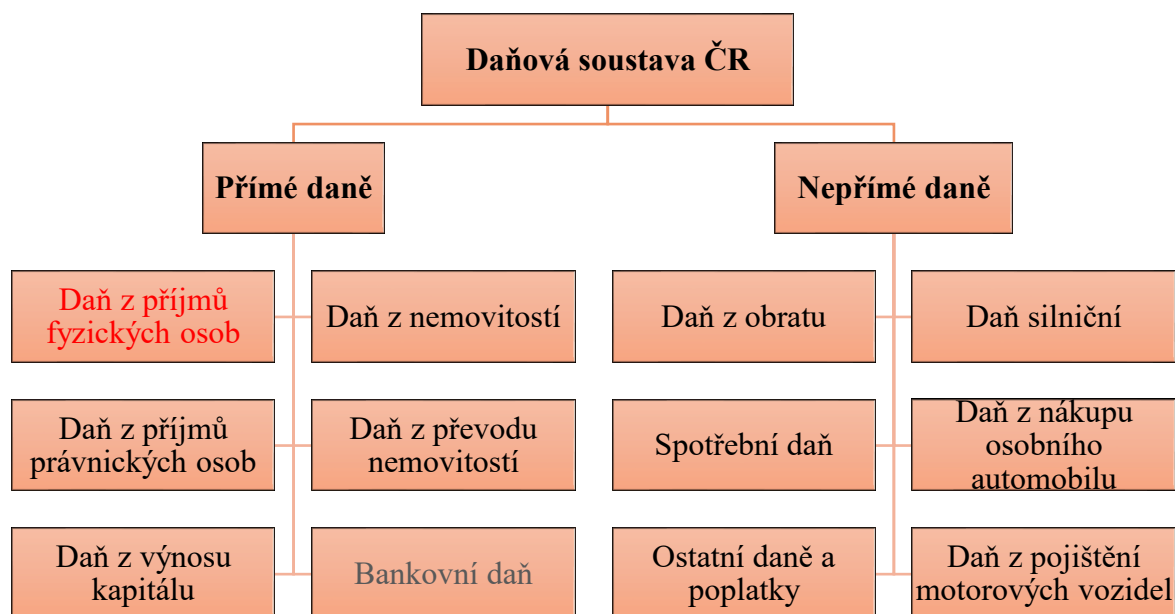 Daňová soustava ČR
Přímé daně
Nepřímé daně
Daň z příjmů
fyzických osob
Daň z nemovitostí
Daň z obratu
Daň silniční
Daň z příjmů
právnických osob
Daň z převodu
nemovitostí
Spotřební daň
Daň z nákupu
osobního
automobilu
Daň z výnosu
kapitálu
Bankovní daň
Ostatní daně a
poplatky
Daň z pojištění
motorových vozidel